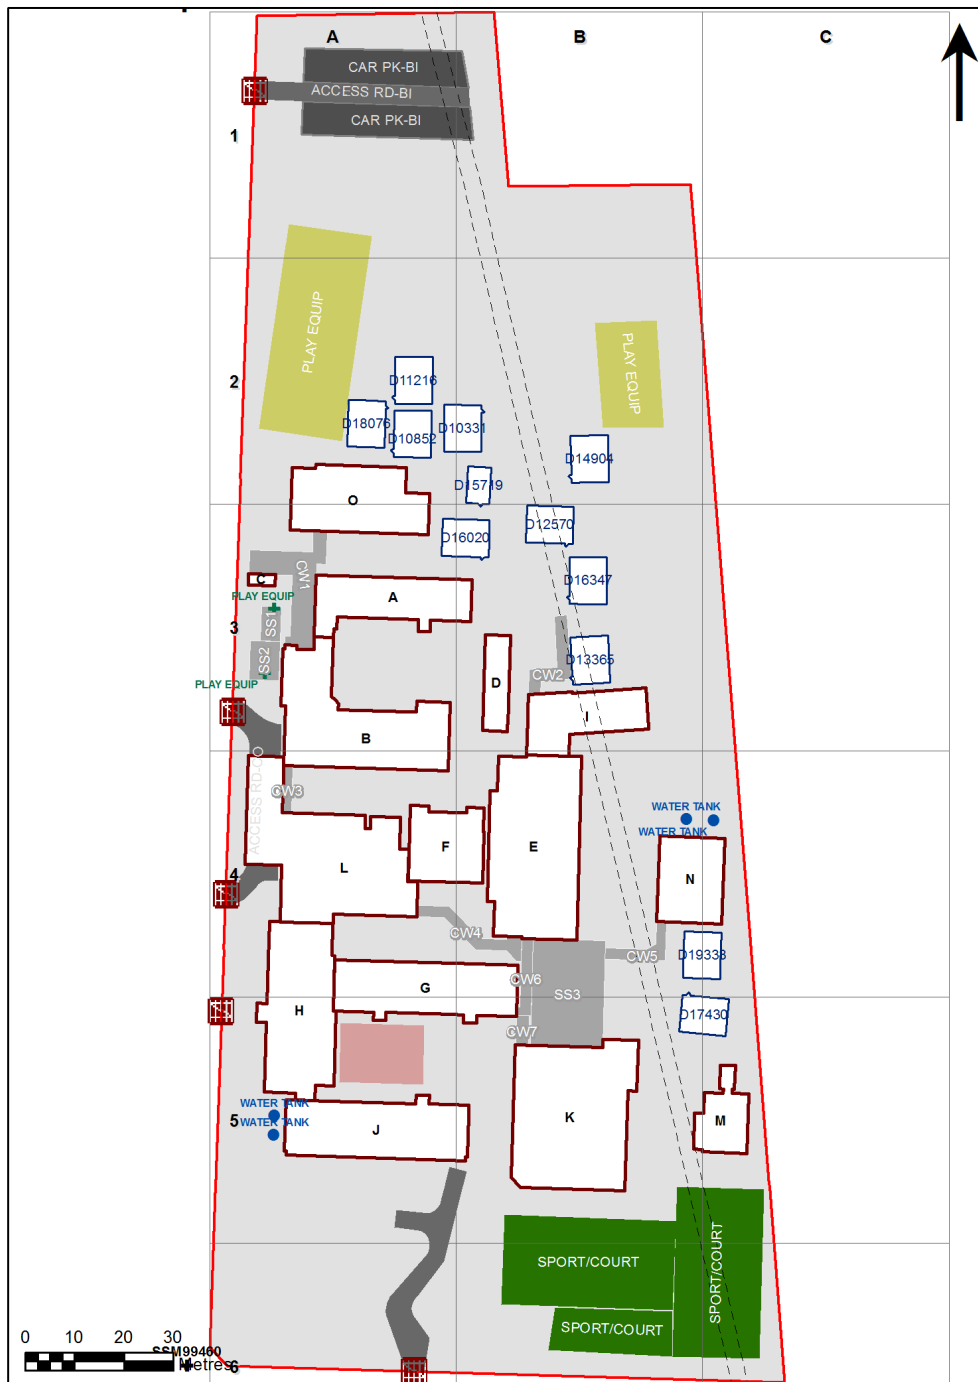 A
B
C
CAR PK-BI
ACCESS RD-BI
CAR PK-BI
1
PLAY EQUIP
PLAY EQUIP
2
D11216
D18076
D10852
D10331
D14904
D15719
O
D12570
D16020
D16347
C
CW1
A
PLAY EQUIP
SS1
3
SS2
D13365
CW2
D
PLAY EQUIP
I
B
ACCESS RD-CO
CW3
WATER TANK
WATER TANK
F
E
L
4
N
CW4
CW5
D19338
CW6
G
SS3
H
D17430
CW7
WATER TANK
WATER TANK
5
J
K
M
SPORT/COURT
SPORT/COURT
SPORT/COURT
0 10 20 30
SSM99460
Metres
6